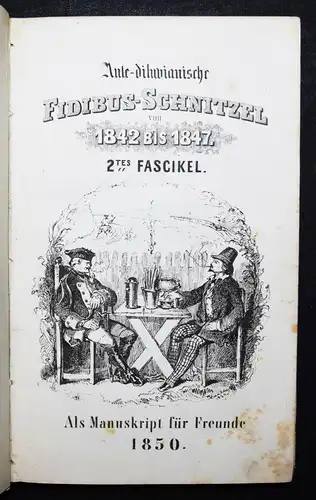 Ante-diluvianische
FIDIBUS-SCHNITZEL
VON
1842 BIS 1847.
2TES FASCIKEL.
Als Manuskript für Freunde
1850.